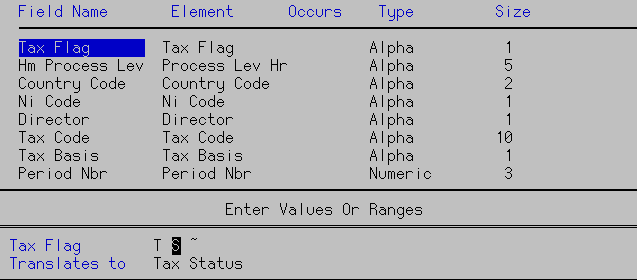 Field Name Element Occurs Type Size
Tax Flag Tax Flag Alpha 1
Hm Process Lev Process Lev Hr Alpha 5
Country Code Country Code Alpha 2
Ni Code Ni Code Alpha 1
Director Director Alpha 1
Tax Code Tax Code Alpha 10
Tax Basis Tax Basis Alpha 1
Period Nbr Period Nbr Numeric 3
Enter Values Or Ranges
Tax Flag T S ~
Translates to Tax Status